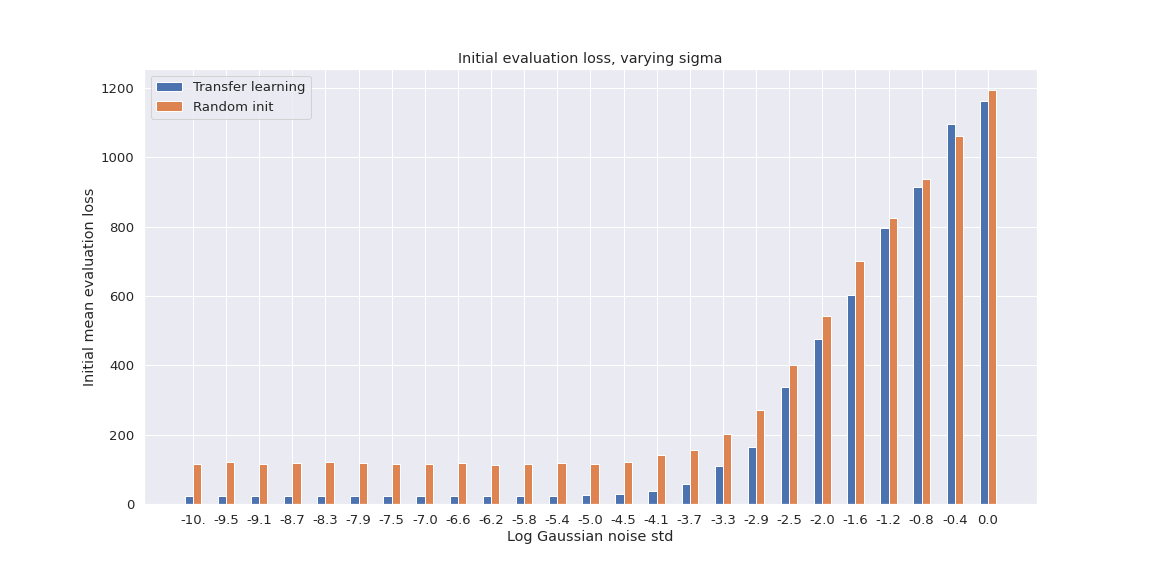 Initial evaluation loss, varying sigma
Transfer learning
Random init
Initial mean evaluation loss
1200
1000
800
600
400
200
0
-10. -9.5 -9.1 -8.7 -8.3 -7.9 -7.5 -7.0 -6.6 -6.2 -5.8 -5.4 -5.0 -4.5 -4.1 -3.7 -3.3 -2.9 -2.5 -2.0 -1.6 -1.2 -0.8 -0.4 0.0
Log Gaussian noise std